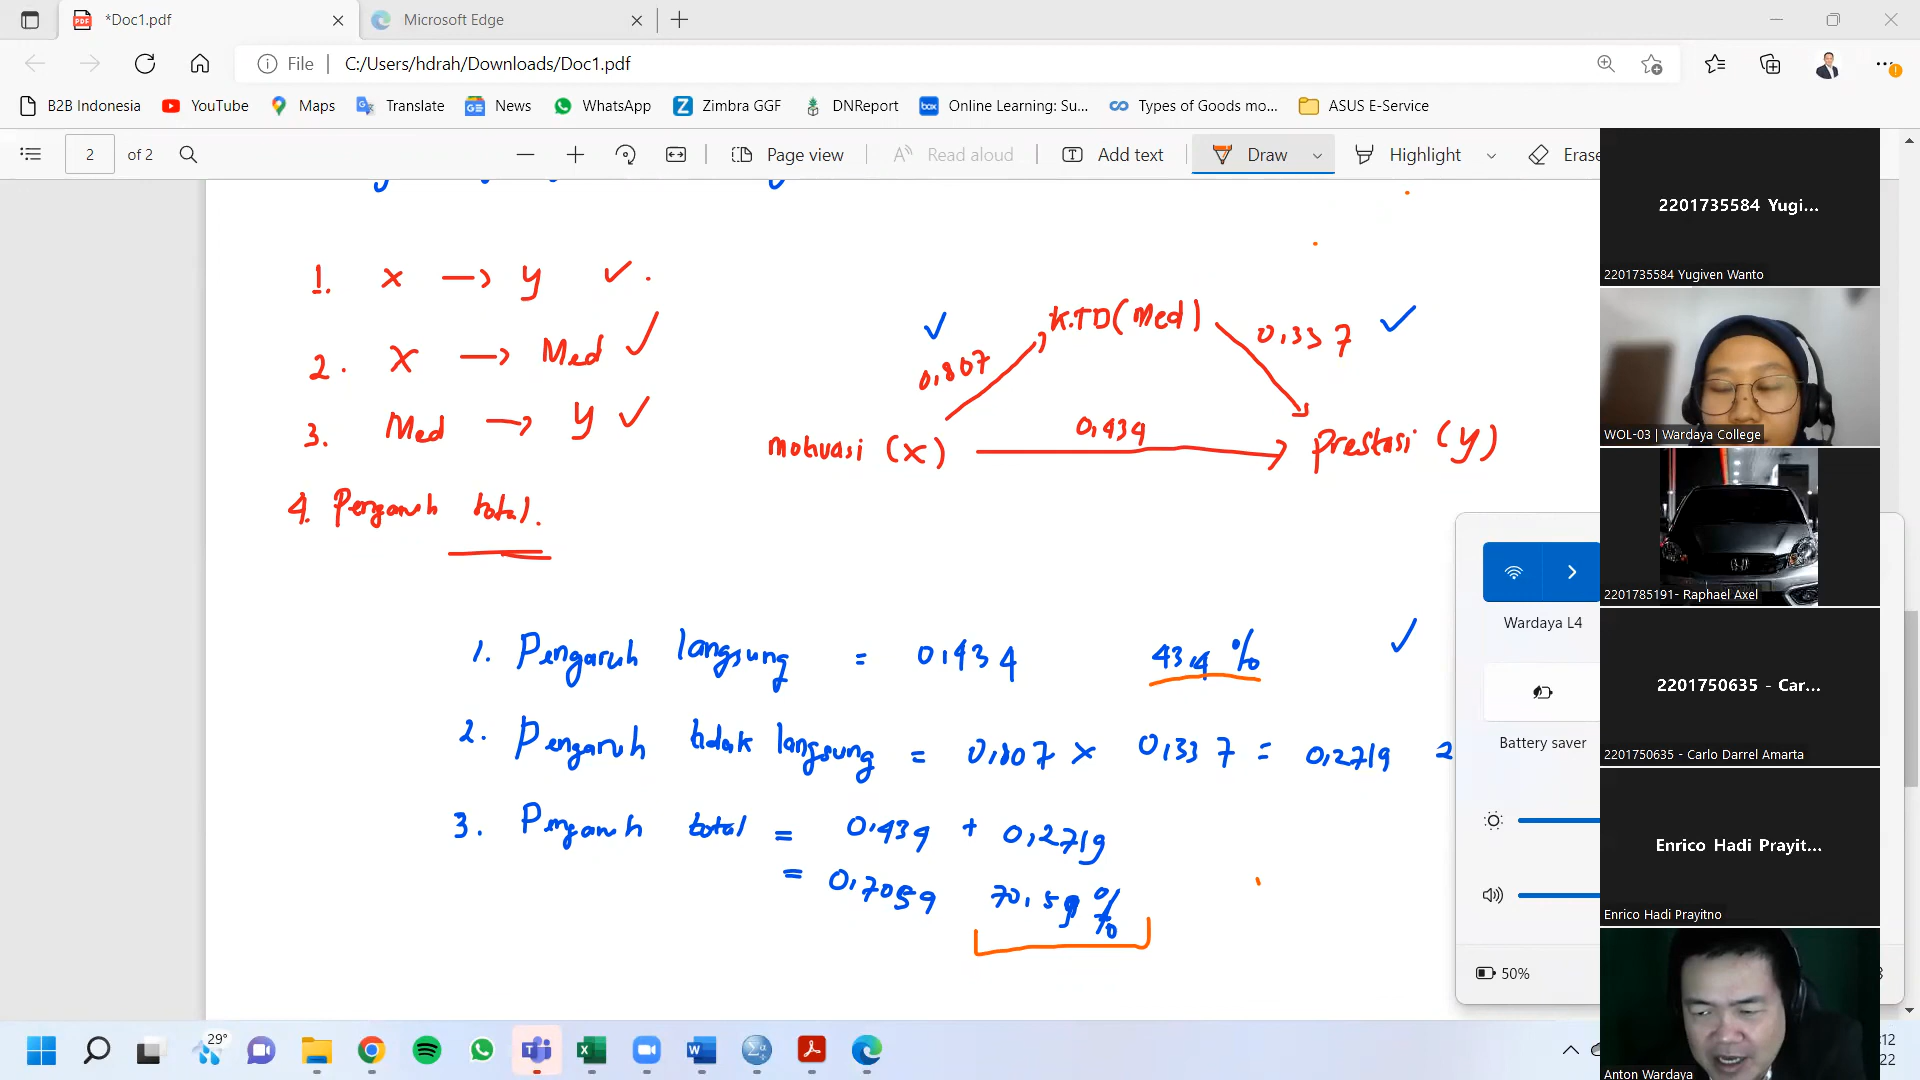 *Doc1.pdf
Microsoft Edge
File
C:/Users/hdrah/Downloads/Doc1.pdf
B2B Indonesia
YouTube
Maps
Translate
News
WhatsApp
Zimbra GGF
DNReport
Online Learning: Su...
Types of Goods mo...
ASUS E-Service
2 of 2
Page view
Read aloud
Add text
Draw
Highlight
Erase
1. x → y ✓.
2. X → Med ✓
3. Med → y ✓
4. Pengaruh total.
K.TD (Med)
0,807
0,337
motivasi (x)
0,434
Prestasi (y)
1. Pengaruh langsung = 0,434 43,4 %
2. Pengaruh tidak langsung = 0,807 x 0,337 = 0,2719 =
3. Pengaruh total = 0,434 + 0,2719
= 0,7059 70,59 %
Wardaya L4
Battery saver
50%
2201735584 Yugi...
2201735584 Yugiven Wanto
WOL-03 | Wardaya College
2201785191- Raphael Axel
2201750635 - Car...
2201750635 - Carlo Darrel Amarta
Enrico Hadi Prayit...
Enrico Hadi Prayitno
Anton Wardaya
29°